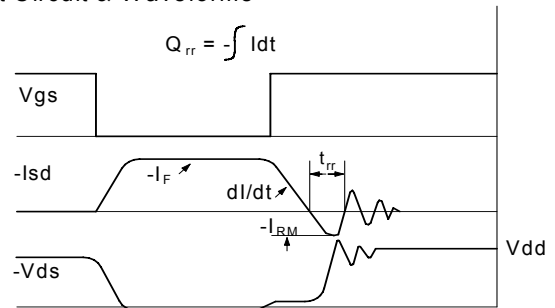 Circuit & Waveforms
Q rr = -∫ Idt
Vgs
-Isd
-I F
dI/dt
t rr
-I RM
Vdd
-Vds